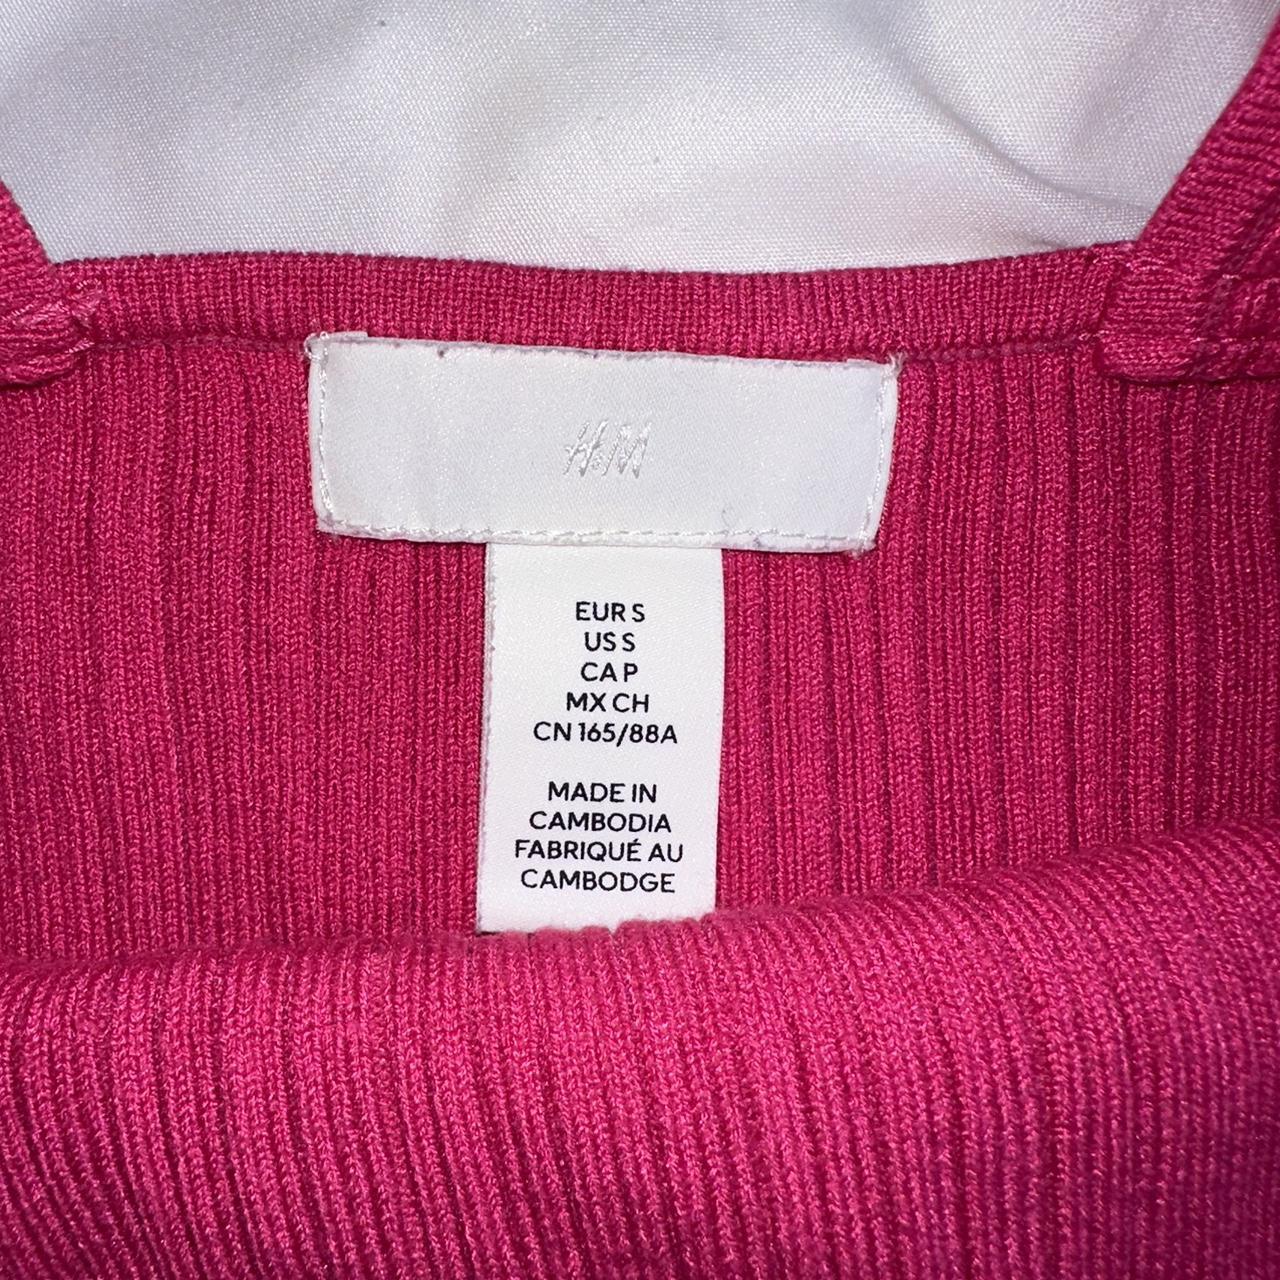 H&M
EUR S
US S
CA P
MX CH
CN 165/88A
MADE IN
CAMBODIA
FABRIQUÉ AU
CAMBODGE